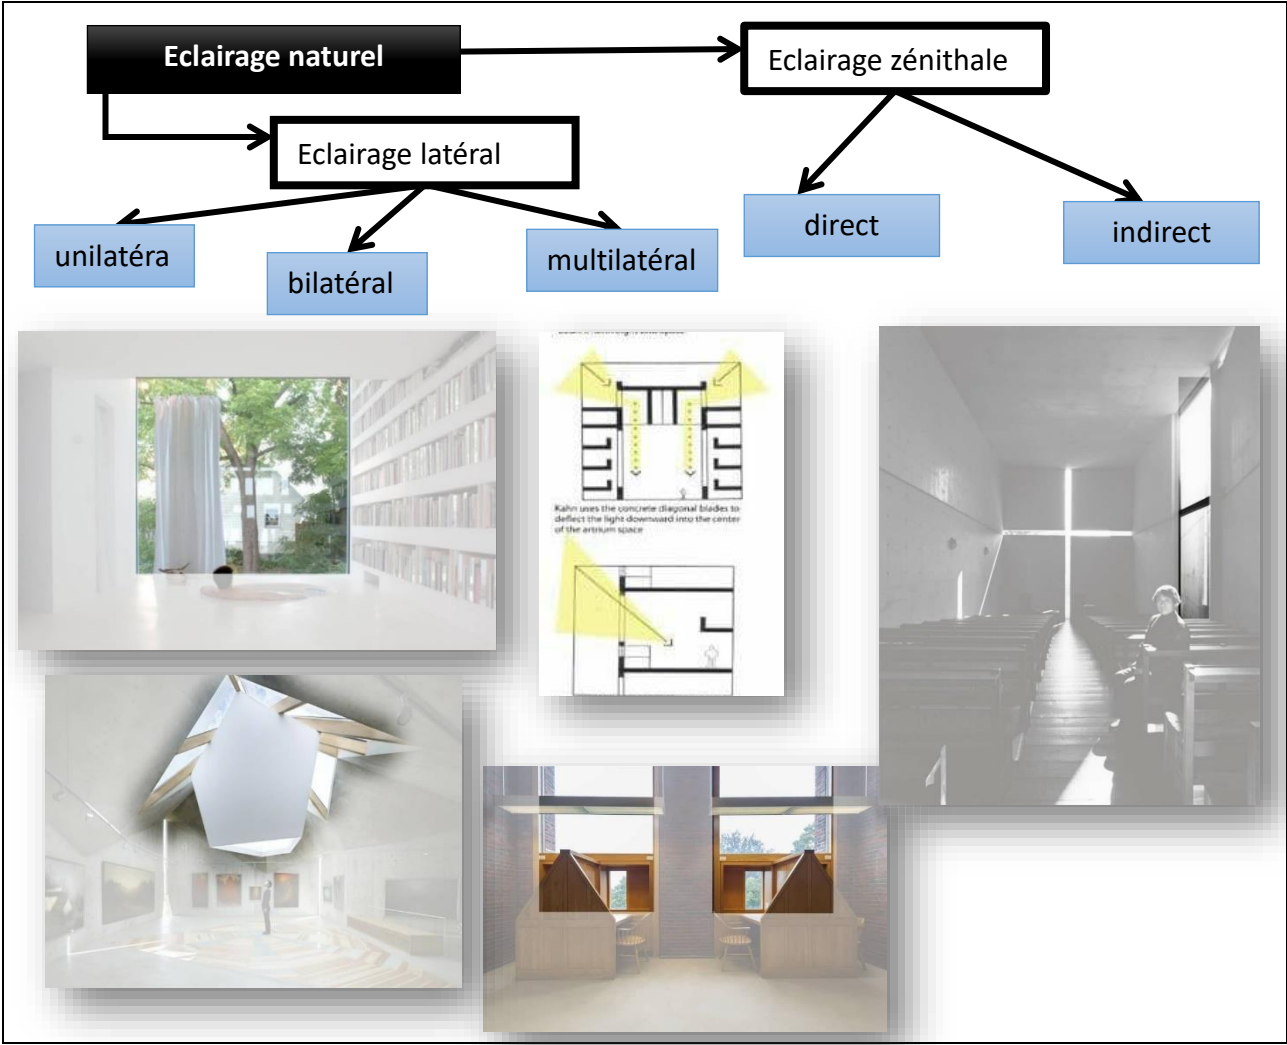 Eclairage naturel
Eclairage zénithale
Eclairage latéral
unilatéra
bilatéral
multilatéral
direct
indirect
Kahn uses the concrete diagonal blades to
deflect the light downward into the center
of the artrium space